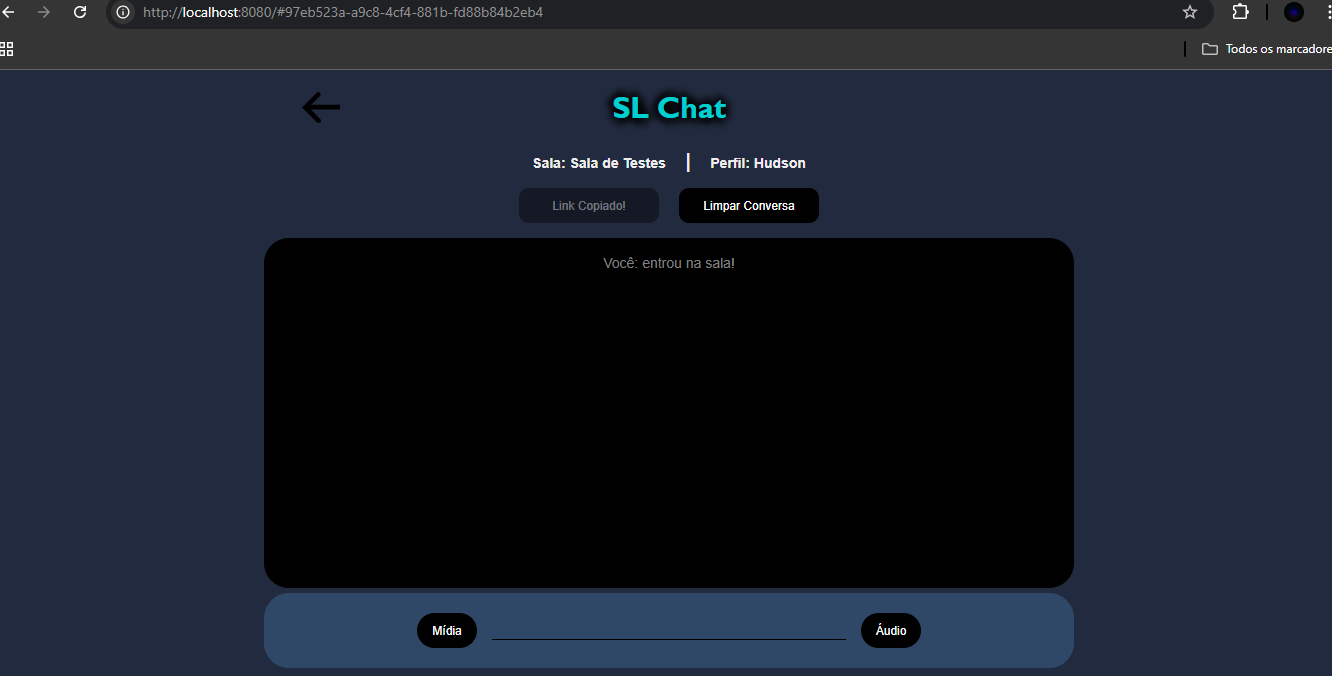 http://localhost:8080/#97eb523a-a9c8-4cf4-881b-fd88b84b2eb4
Todos os marcadore
SL Chat
Sala: Sala de Testes | Perfil: Hudson
Link Copiado! Limpar Conversa
Você: entrou na sala!
Mídia Áudio